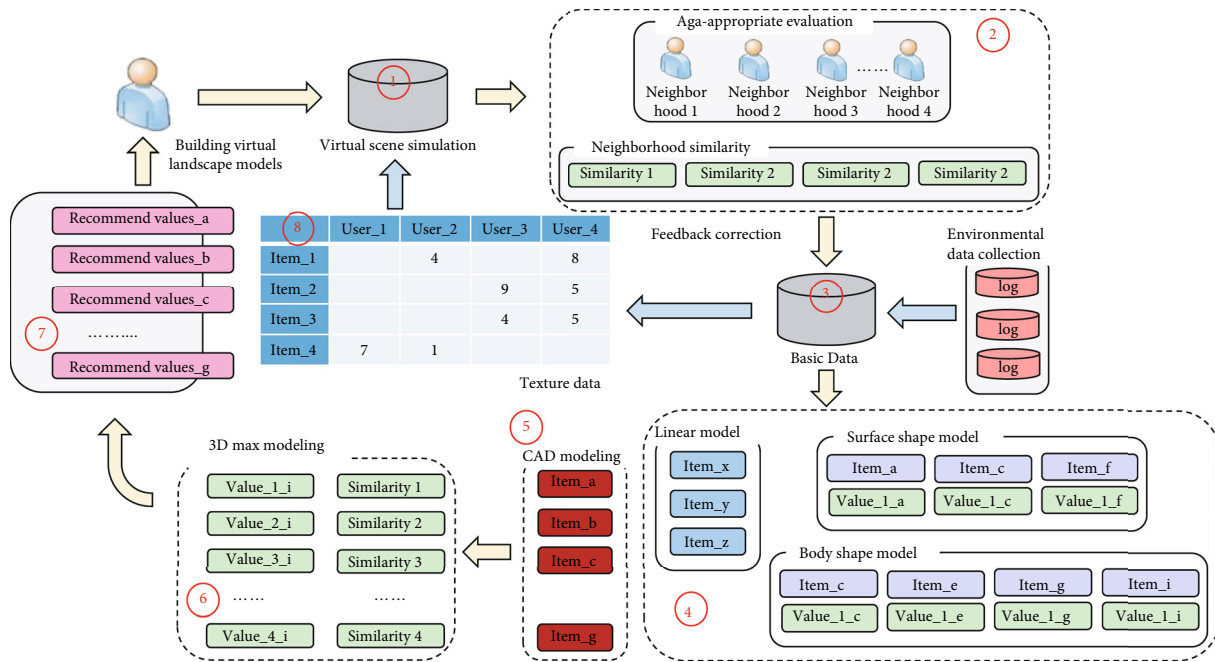 Aga-appropriate evaluation
2
Neighbor
hood 1
Neighbor
hood 2
Neighbor
hood 3
……
Neighbor
hood 4
Neighborhood similarity
Similarity 1
Similarity 2
Similarity 2
Similarity 2
1
Building virtual
landscape models
Virtual scene simulation
Recommend values_a
Recommend values_b
Recommend values_c
……....
Recommend values_g
7
8 User_1 User_2 User_3 User_4
Item_1 4 8
Item_2 9 5
Item_3 4 5
Item_4 7 1
Feedback correction
3
Basic Data
Environmental
data collection
log
log
log
Texture data
5
3D max modeling
Value_1_i Similarity 1
Value_2_i Similarity 2
Value_3_i Similarity 3
…… ……
6
Value_4_i Similarity 4
CAD modeling
Item_a
Item_b
Item_c
Item_g
Linear model
Item_x
Item_y
Item_z
4
Surface shape model
Item_a Item_c Item_f
Value_1_a Value_1_c Value_1_f
Body shape model
Item_c Item_e Item_g Item_i
Value_1_c Value_1_e Value_1_g Value_1_i